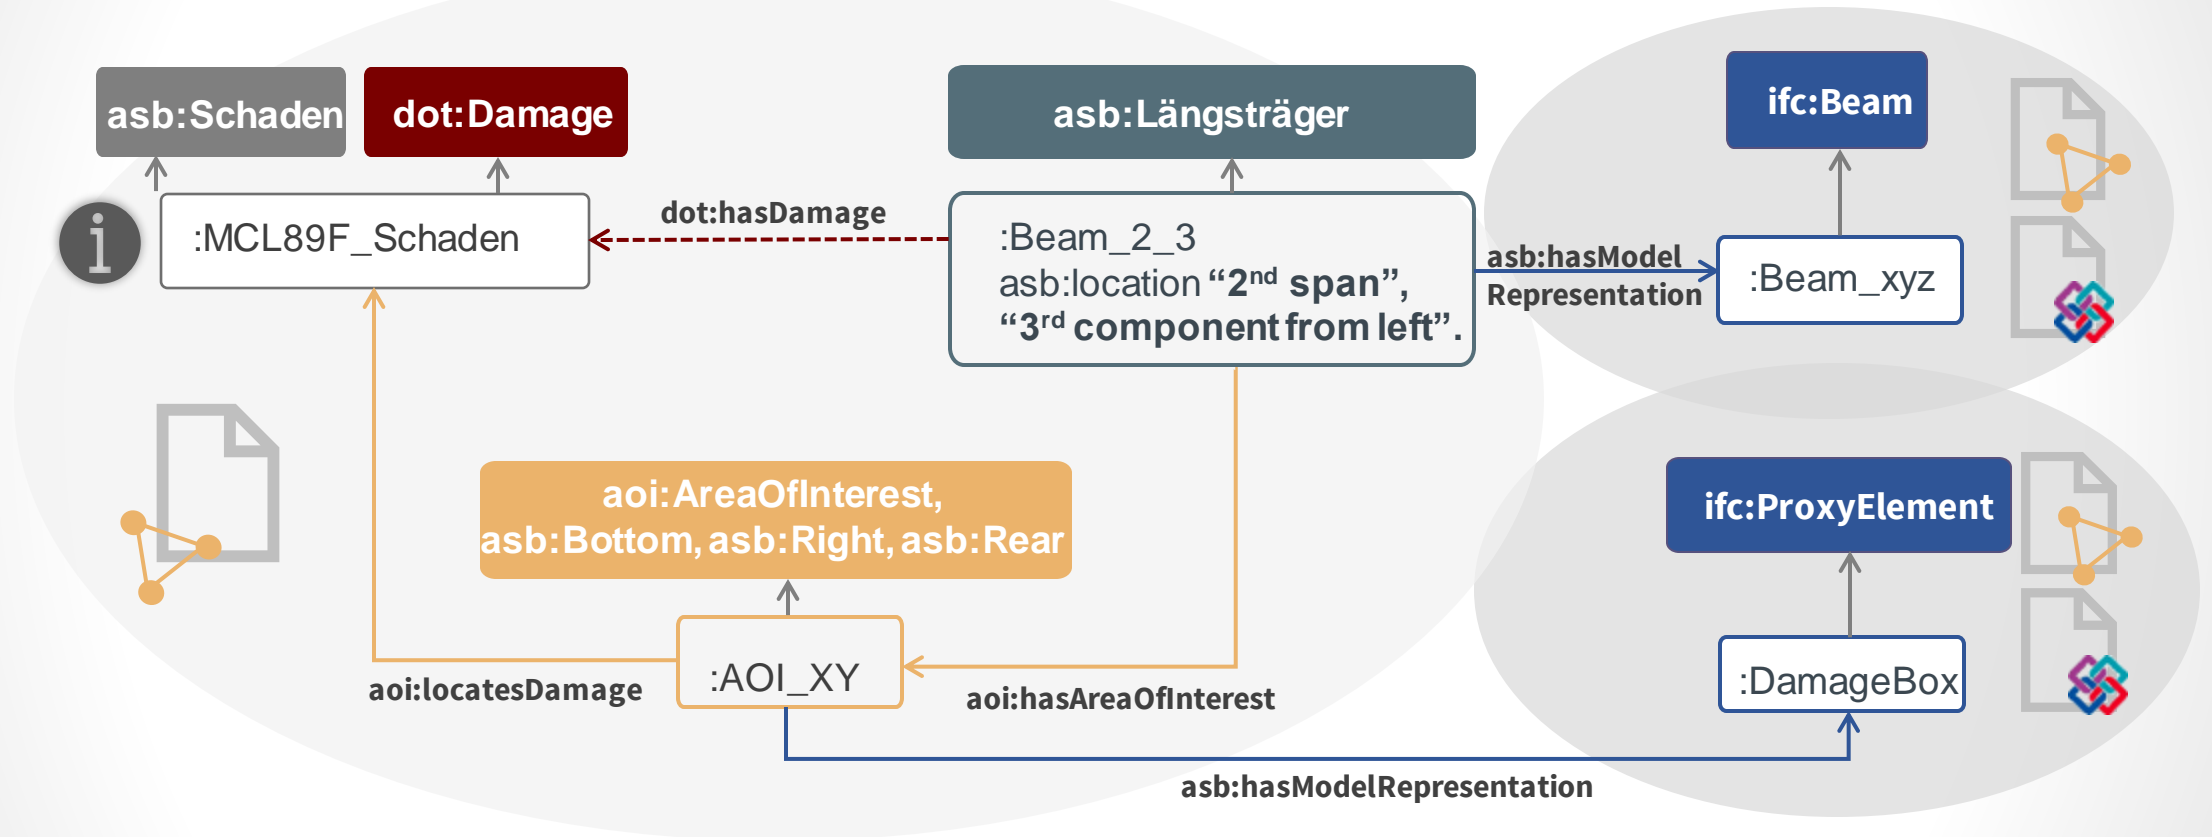 asb:Schaden
dot:Damage
asb:Längsträger
ifc:Beam
:MCL89F_Schaden
dot:hasDamage
:Beam_2_3
asb:location “2nd span”,
“3rd component from left”.
asb:hasModel
Representation
:Beam_xyz
aoi:AreaOfInterest,
asb:Bottom, asb:Right, asb:Rear
ifc:ProxyElement
:AOI_XY
aoi:locatesDamage
aoi:hasAreaOfInterest
:DamageBox
asb:hasModelRepresentation